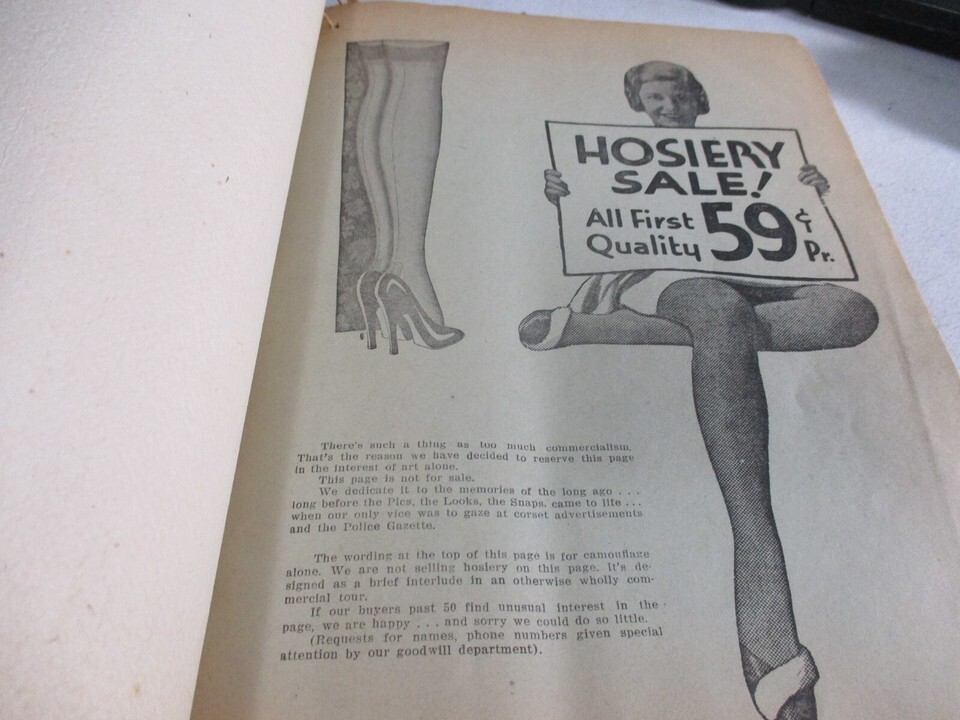 HOSIERY
SALE!
All First
Quality
59¢ Pr.
There's such a thing as too much commercialism.
That's the reason we have decided to reserve this page
in the interest of art alone.
This page is not for sale.
We dedicate it to the memories of the long ago . . .
long before the Pics, the Looks, the Snaps, came to life . . .
when our only vice was to gaze at corset advertisements
and the Police Gazette.
The wording at the top of this page is for camouflage
alone. We are not selling hosiery on this page. It's de-
signed as a brief interlude in an otherwise wholly com-
mercial tour.
If our buyers past 50 find unusual interest in the
page, we are happy . . . and sorry we could do so little.
(Requests for names, phone numbers given special
attention by our goodwill department).